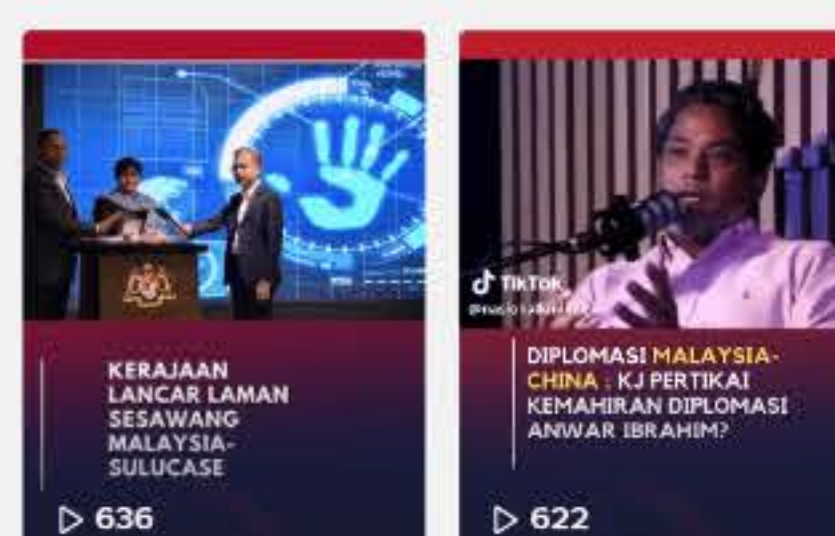 KERAJAAN
LANCAR LAMAN
SESAWANG
MALAYSIA-
SULUCASE
636
TikTok
DIPLOMASI MALAYSIA-
CHINA : KJ PERTIKAI
KEMAHIRAN DIPLOMASI
ANWAR IBRAHIM?
622